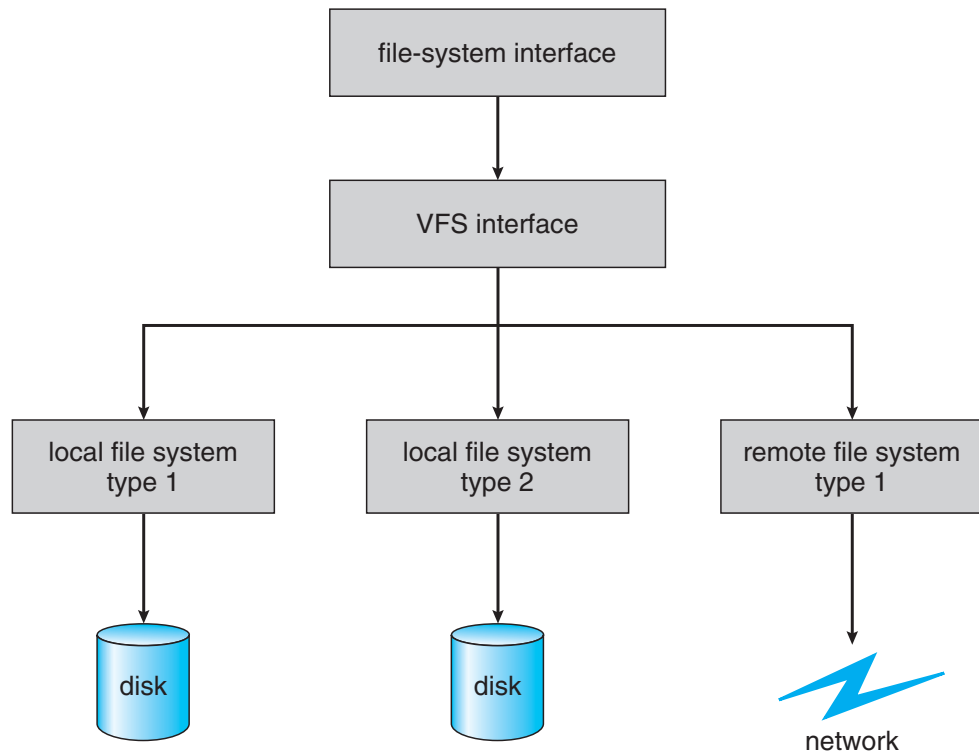 file-system interface
VFS interface
local file system
type 1
local file system
type 2
remote file system
type 1
disk
disk
network